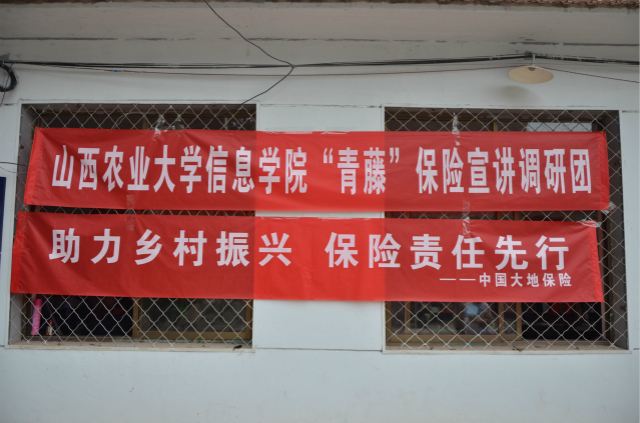 山西农业大学信息学院“青藤”保险宣讲调研团
助力乡村振兴 保险责任先行
——中国大地保险